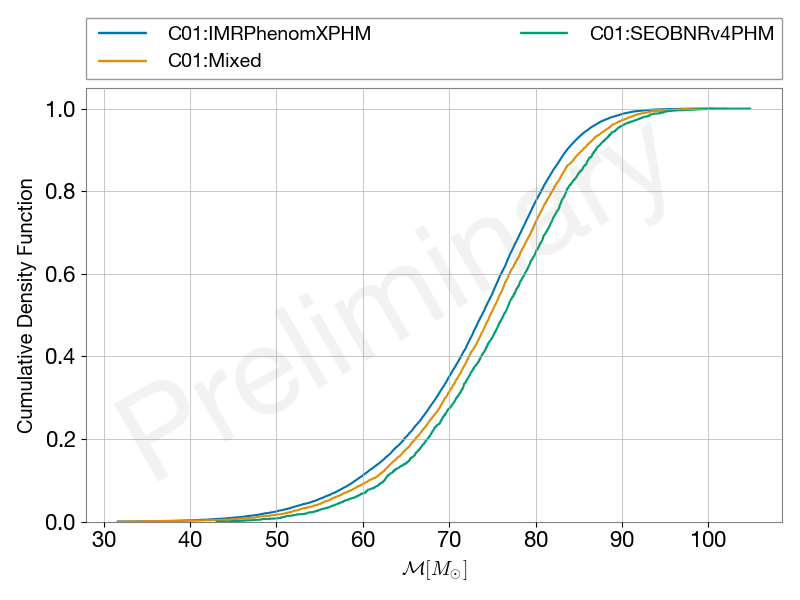 C01:IMRPhenomXPHM
C01:Mixed
C01:SEOBNRv4PHM
Cumulative Density Function
1.0
0.8
0.6
0.4
0.2
0.0
Preliminary
30 40 50 60 70 80 90 100
ℳ[M☉]